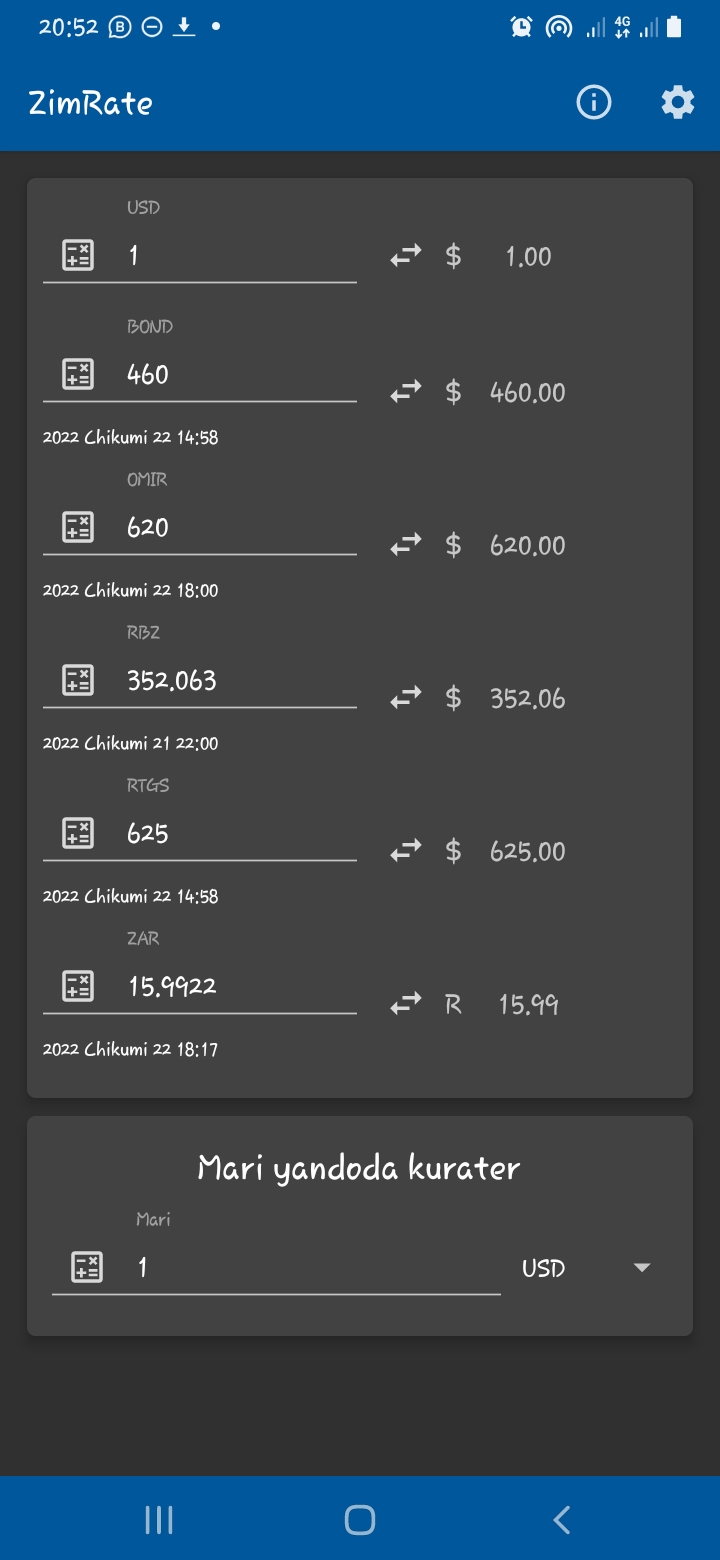 20:52 4G
ZimRate
USD
1 $ 1.00
BOND
460 $ 460.00
2022 Chikumi 22 14:58
OMIR
620 $ 620.00
2022 Chikumi 22 18:00
RBZ
352.063 $ 352.06
2022 Chikumi 21 22:00
RTGS
625 $ 625.00
2022 Chikumi 22 14:58
ZAR
15.9922 R 15.99
2022 Chikumi 22 18:17
Mari yandoda kurater
Mari
1 USD